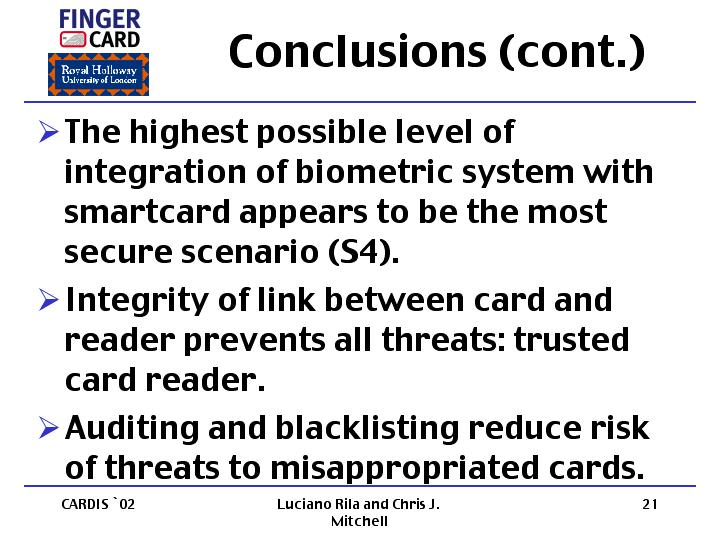 FINGER
CARD
Royal Holloway
University of London
Conclusions (cont.)
The highest possible level of
integration of biometric system with
smartcard appears to be the most
secure scenario (S4).
Integrity of link between card and
reader prevents all threats: trusted
card reader.
Auditing and blacklisting reduce risk
of threats to misappropriated cards.
CARDIS `02
Luciano Rila and Chris J.
Mitchell
21